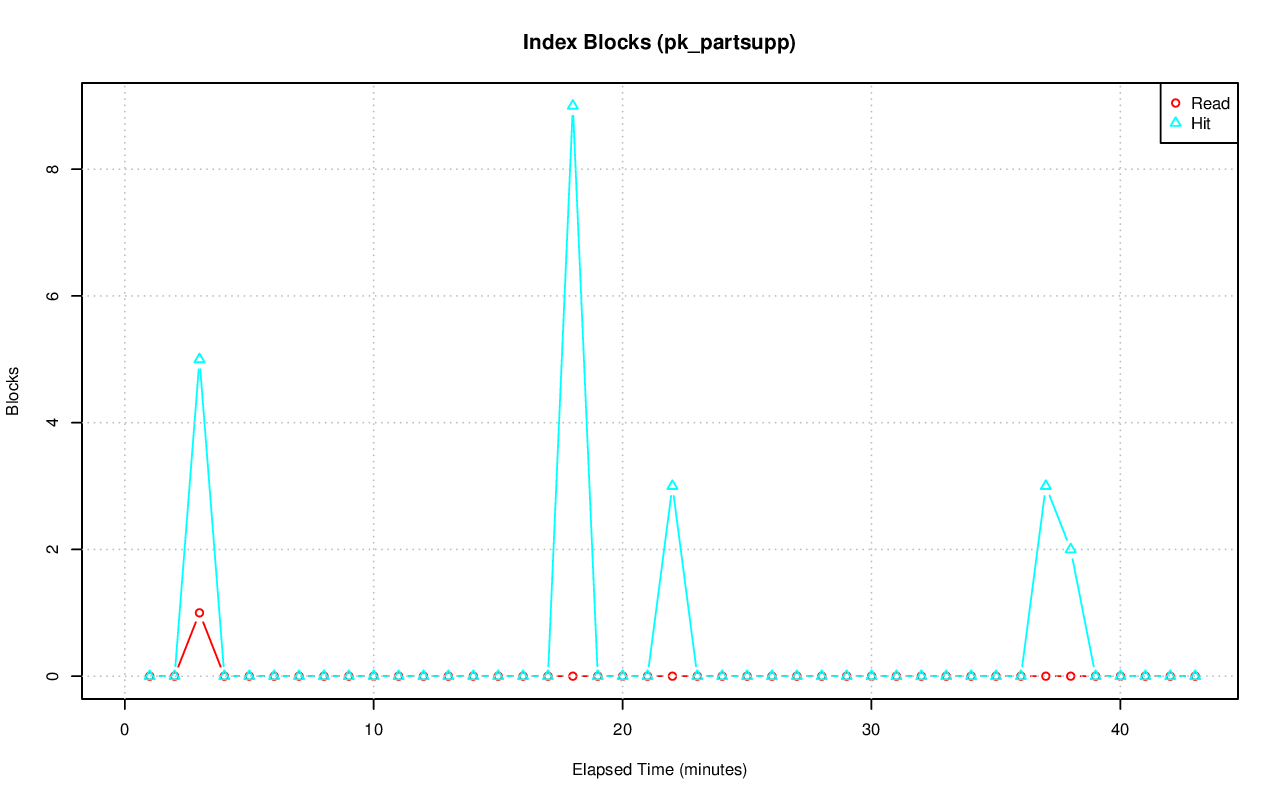 Index Blocks (pk_partsupp)
Read
Hit
8
6
4
2
0
Blocks
0 10 20 30 40
Elapsed Time (minutes)